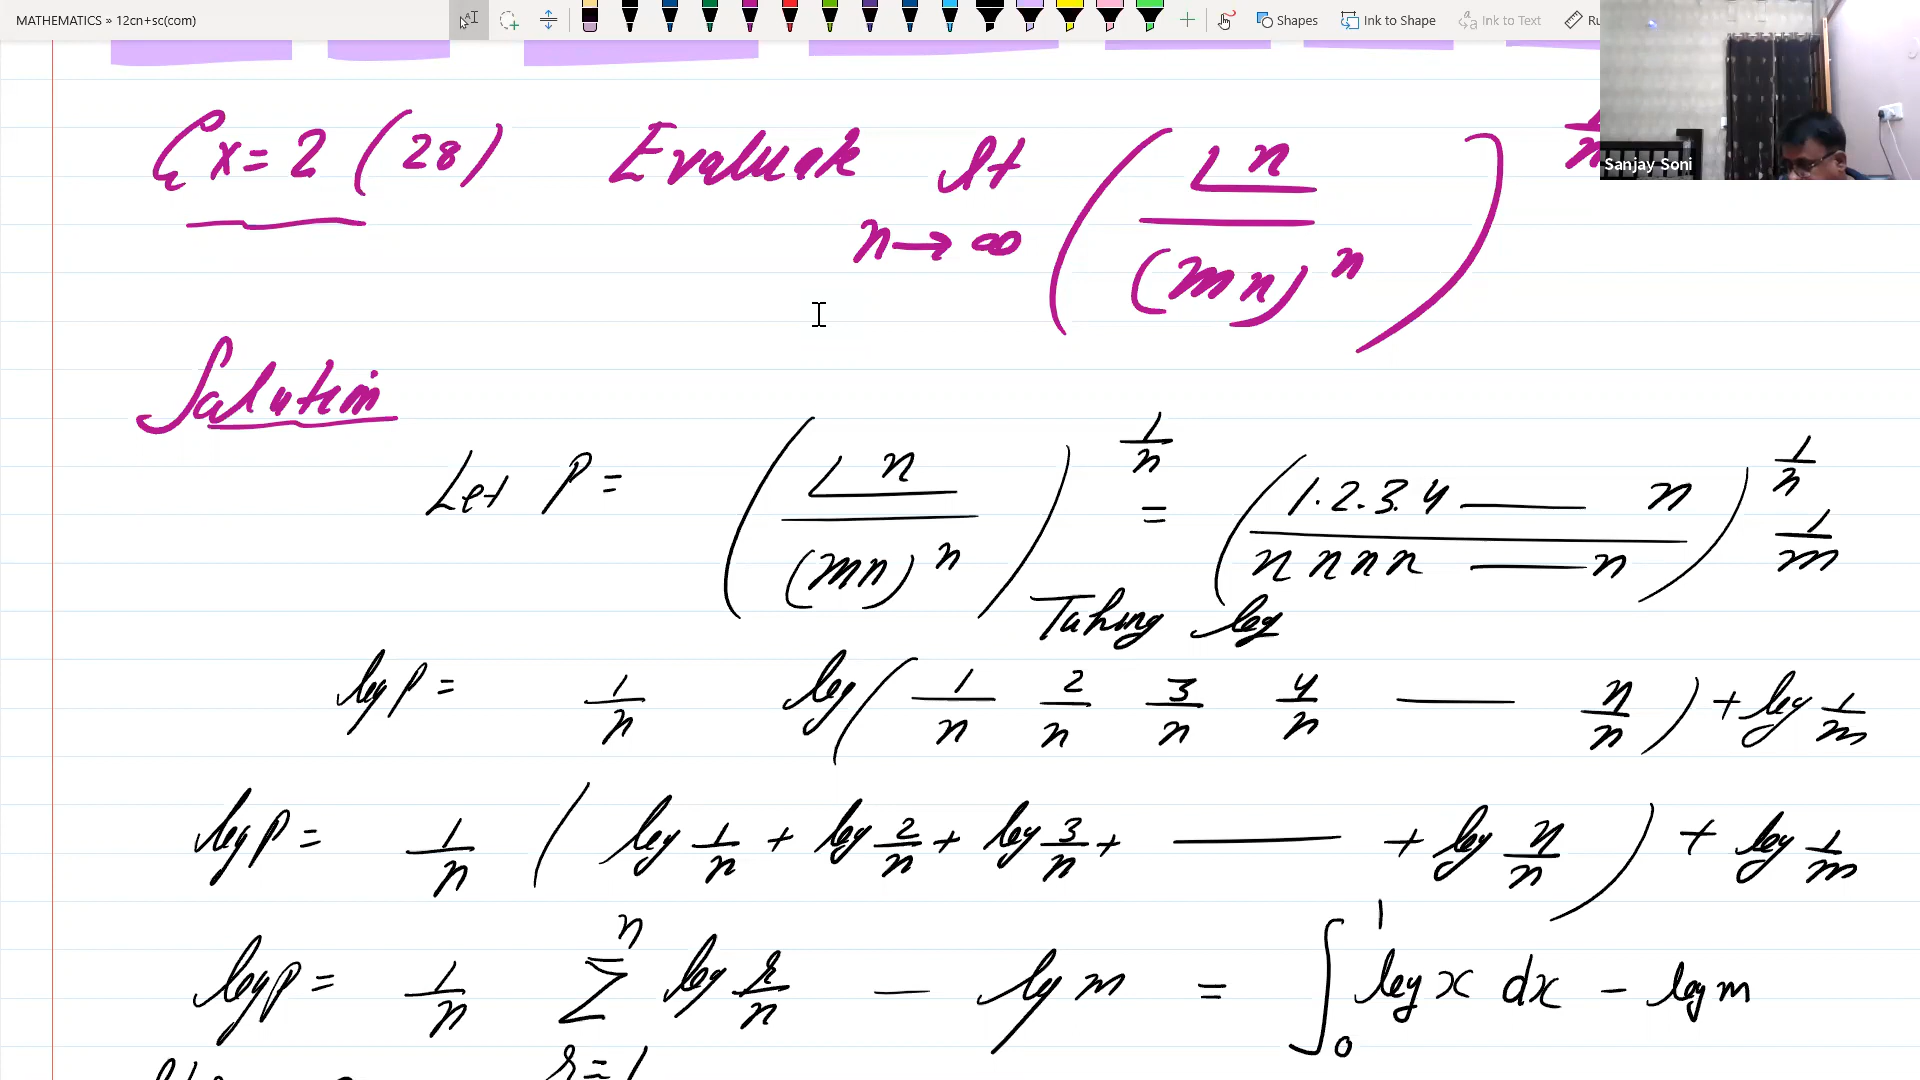 MATHEMATICS » 12cn+sc(com) Shapes Ink to Shape Ink to Text Ru
Sanjay Soni
Ex=2 (28) Evaluate lt n→∞ (∟n / (mn)^n)^1/n
Solution
Let P = (∟n / (mn)^n)^1/n = (1.2.3.4 —— n / n n n n —— n)^1/n 1/m
Taking log
log P = 1/n log(1/n 2/n 3/n 4/n —— n/n) + log 1/m
log P = 1/n (log 1/n + log 2/n + log 3/n + —— + log n/n) + log 1/m
log P = 1/n n Σ r=1 log r/n — log m = ∫ 0 1 log x dx - log m